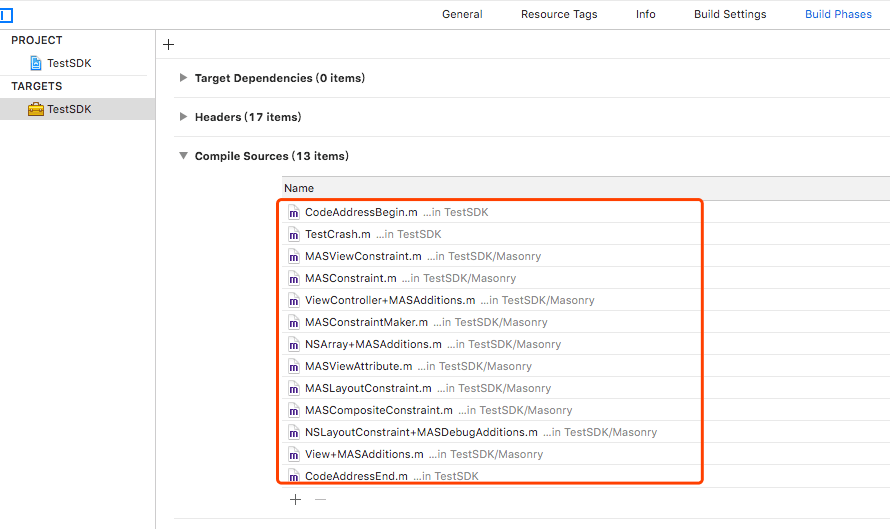 General Resource Tags Info Build Settings Build Phases
PROJECT
TestSDK
TARGETS
TestSDK
Target Dependencies (0 items)
Headers (17 items)
Compile Sources (13 items)
Name
CodeAddressBegin.m ...in TestSDK
TestCrash.m ...in TestSDK
MASViewConstraint.m ...in TestSDK/Masonry
MASConstraint.m ...in TestSDK/Masonry
ViewController+MASAdditions.m ...in TestSDK/Masonry
MASConstraintMaker.m ...in TestSDK/Masonry
NSArray+MASAdditions.m ...in TestSDK/Masonry
MASViewAttribute.m ...in TestSDK/Masonry
MASLayoutConstraint.m ...in TestSDK/Masonry
MASCompositeConstraint.m ...in TestSDK/Masonry
NSLayoutConstraint+MASDebugAdditions.m ...in TestSDK/Masonry
View+MASAdditions.m ...in TestSDK/Masonry
CodeAddressEnd.m ...in TestSDK